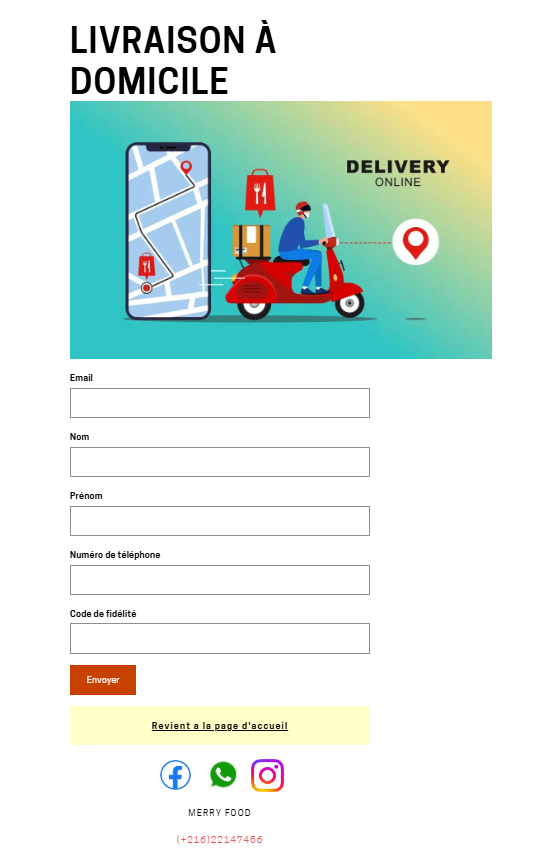 LIVRAISON À
DOMICILE
DELIVERY
ONLINE
Email
Nom
Prénom
Numéro de téléphone
Code de fidélité
Envoyer
Revient a la page d'accueil
MERRY FOOD
(+216)22147456